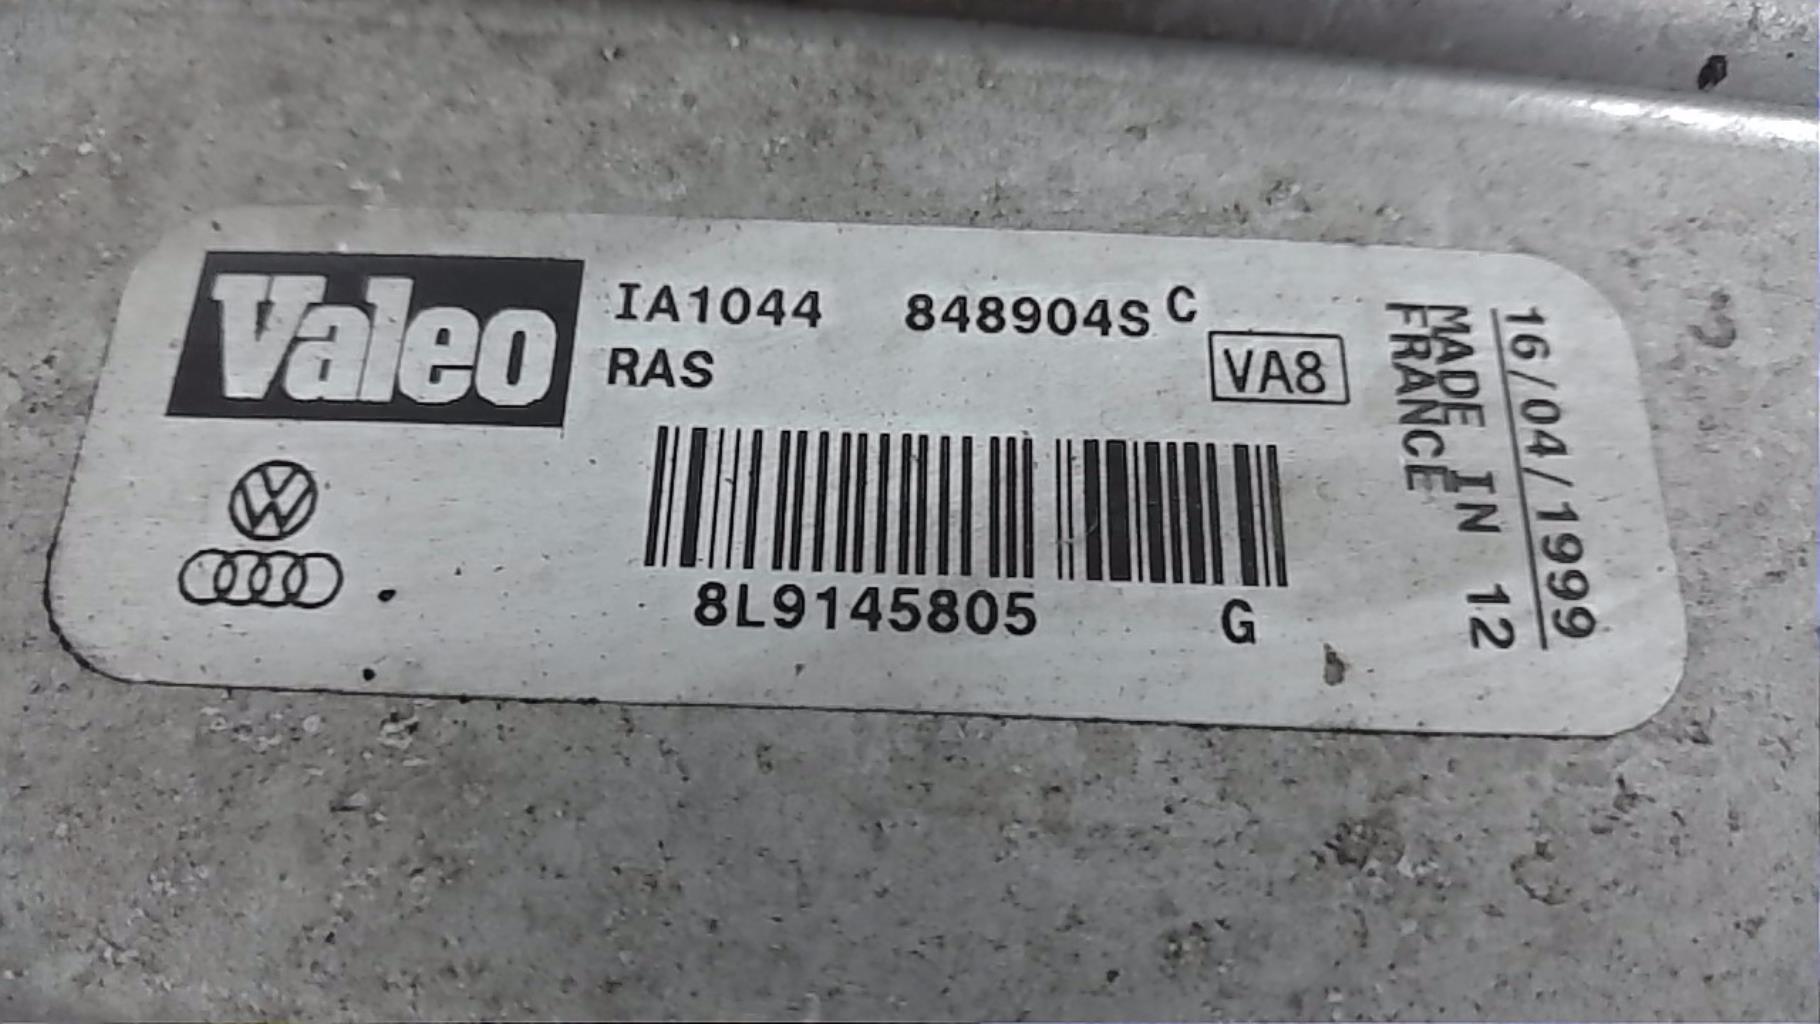 Valeo
IA1044 848904S C
RAS
VA8
8L9145805 G
16/04/1999
MADE IN 12
FRANCE